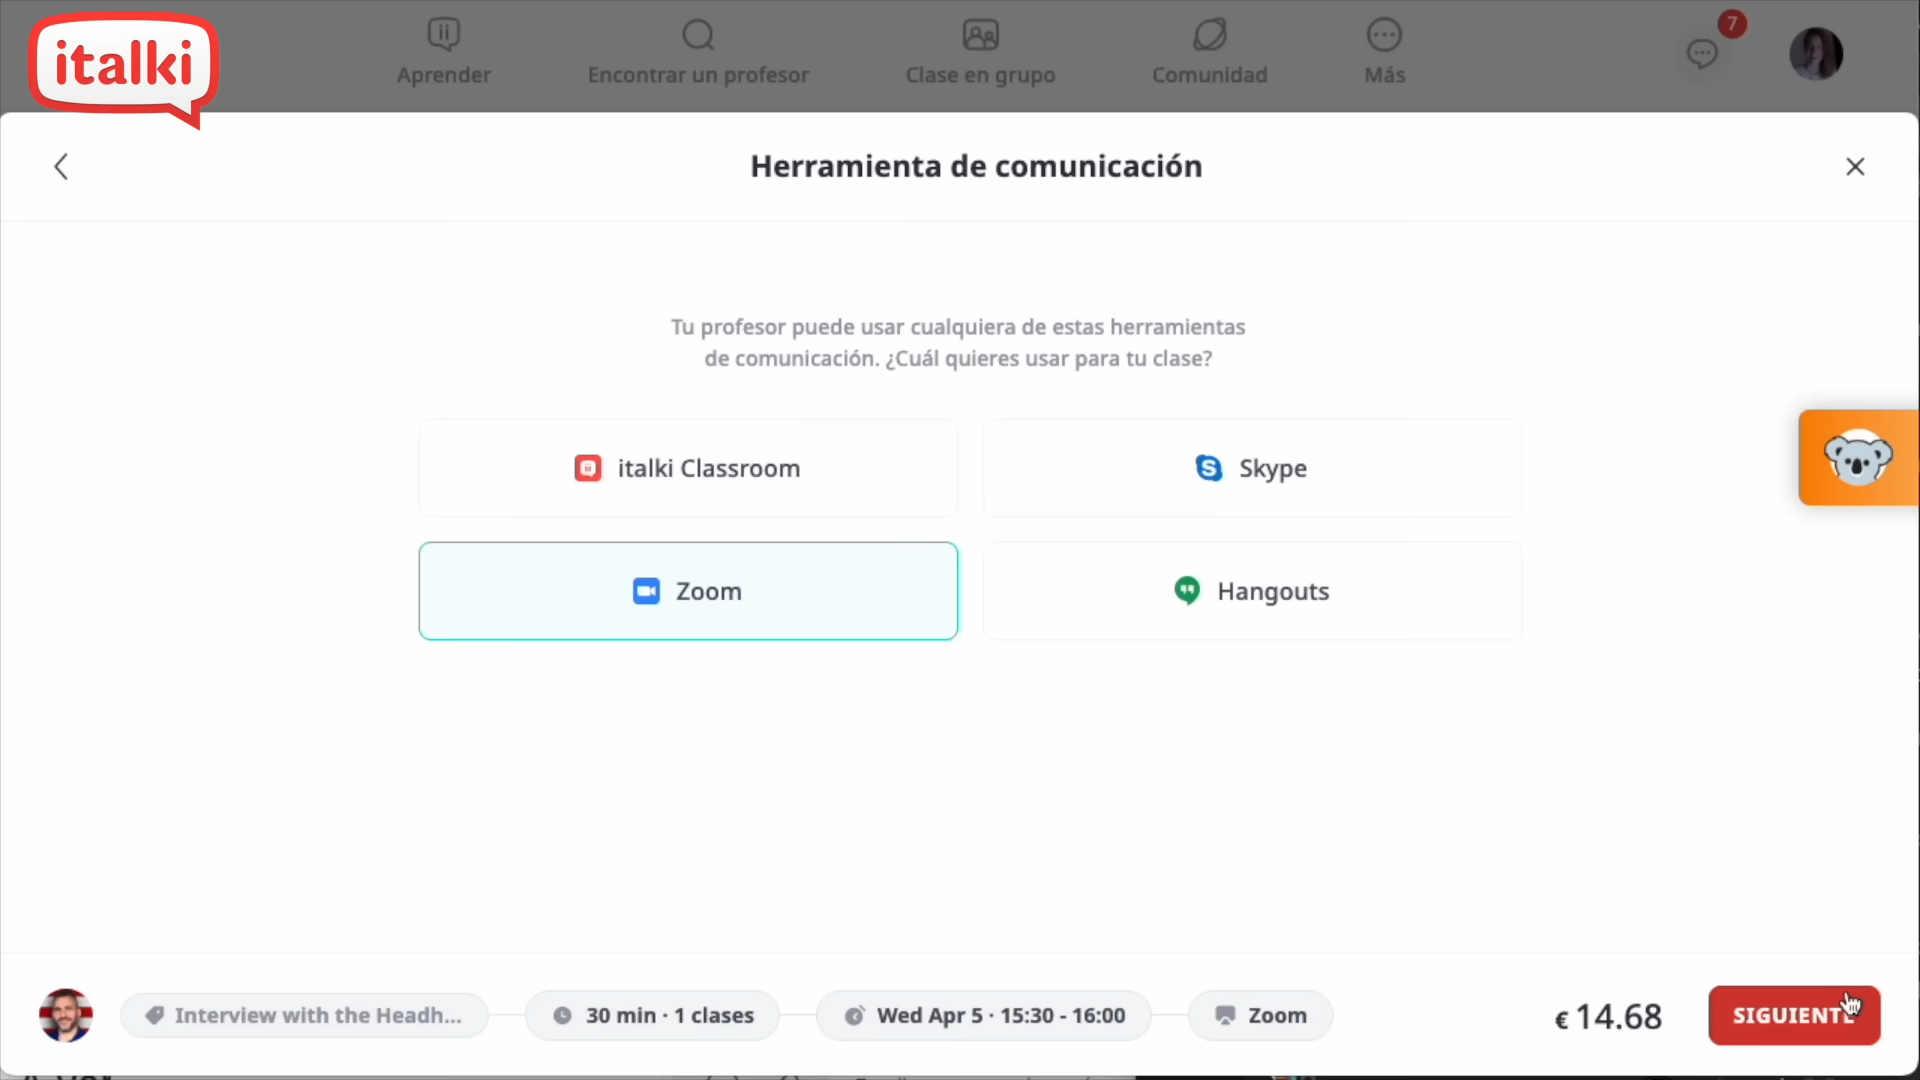 italki
Aprender
Encontrar un profesor
Clase en grupo
Comunidad
Más
7
Herramienta de comunicación
Tu profesor puede usar cualquiera de estas herramientas
de comunicación. ¿Cuál quieres usar para tu clase?
italki Classroom
Skype
Zoom
Hangouts
Interview with the Headh...
30 min · 1 clases
Wed Apr 5 · 15:30 - 16:00
Zoom
€ 14.68
SIGUIENTE